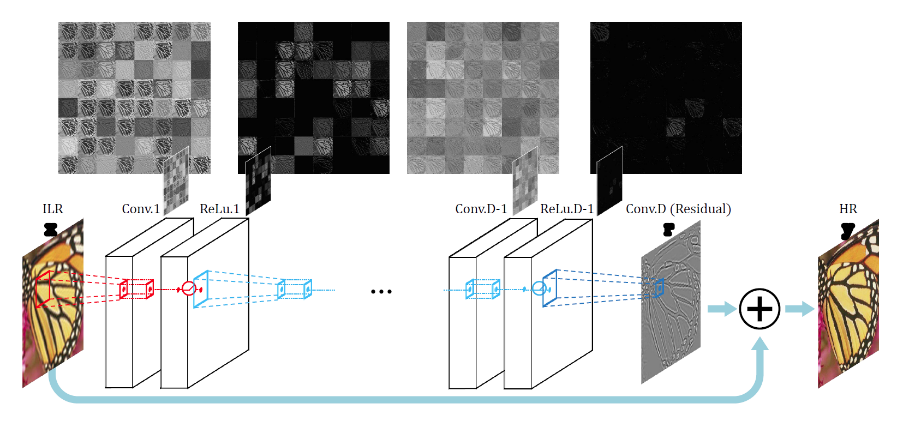 ILR Conv.1 ReLu.1 Conv.D-1 ReLu.D-1 Conv.D (Residual) HR
x r y
...
+